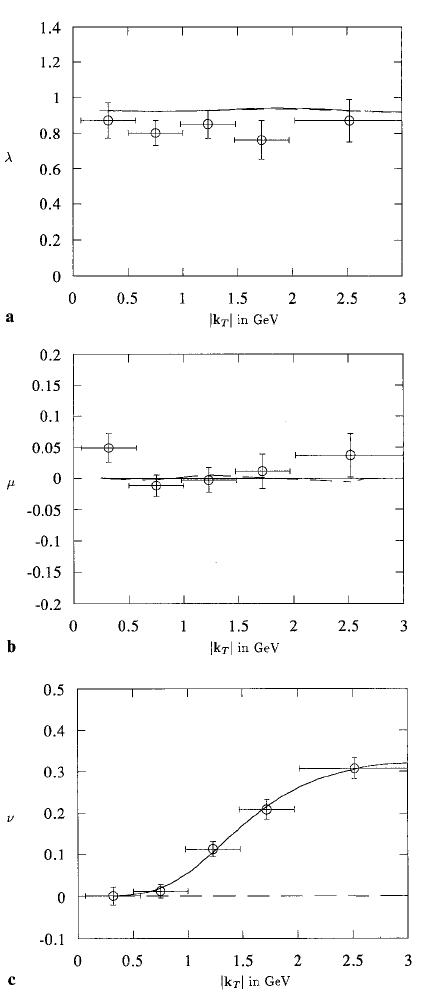 1.4
1.2
1
0.8
0.6
0.4
0.2
0
λ
0 0.5 1 1.5 2 2.5 3
|k_T| in GeV
a
0.2
0.15
0.1
0.05
0
-0.05
-0.1
-0.15
-0.2
μ
0 0.5 1 1.5 2 2.5 3
|k_T| in GeV
b
0.5
0.4
0.3
0.2
0.1
0
-0.1
ν
0 0.5 1 1.5 2 2.5 3
|k_T| in GeV
c